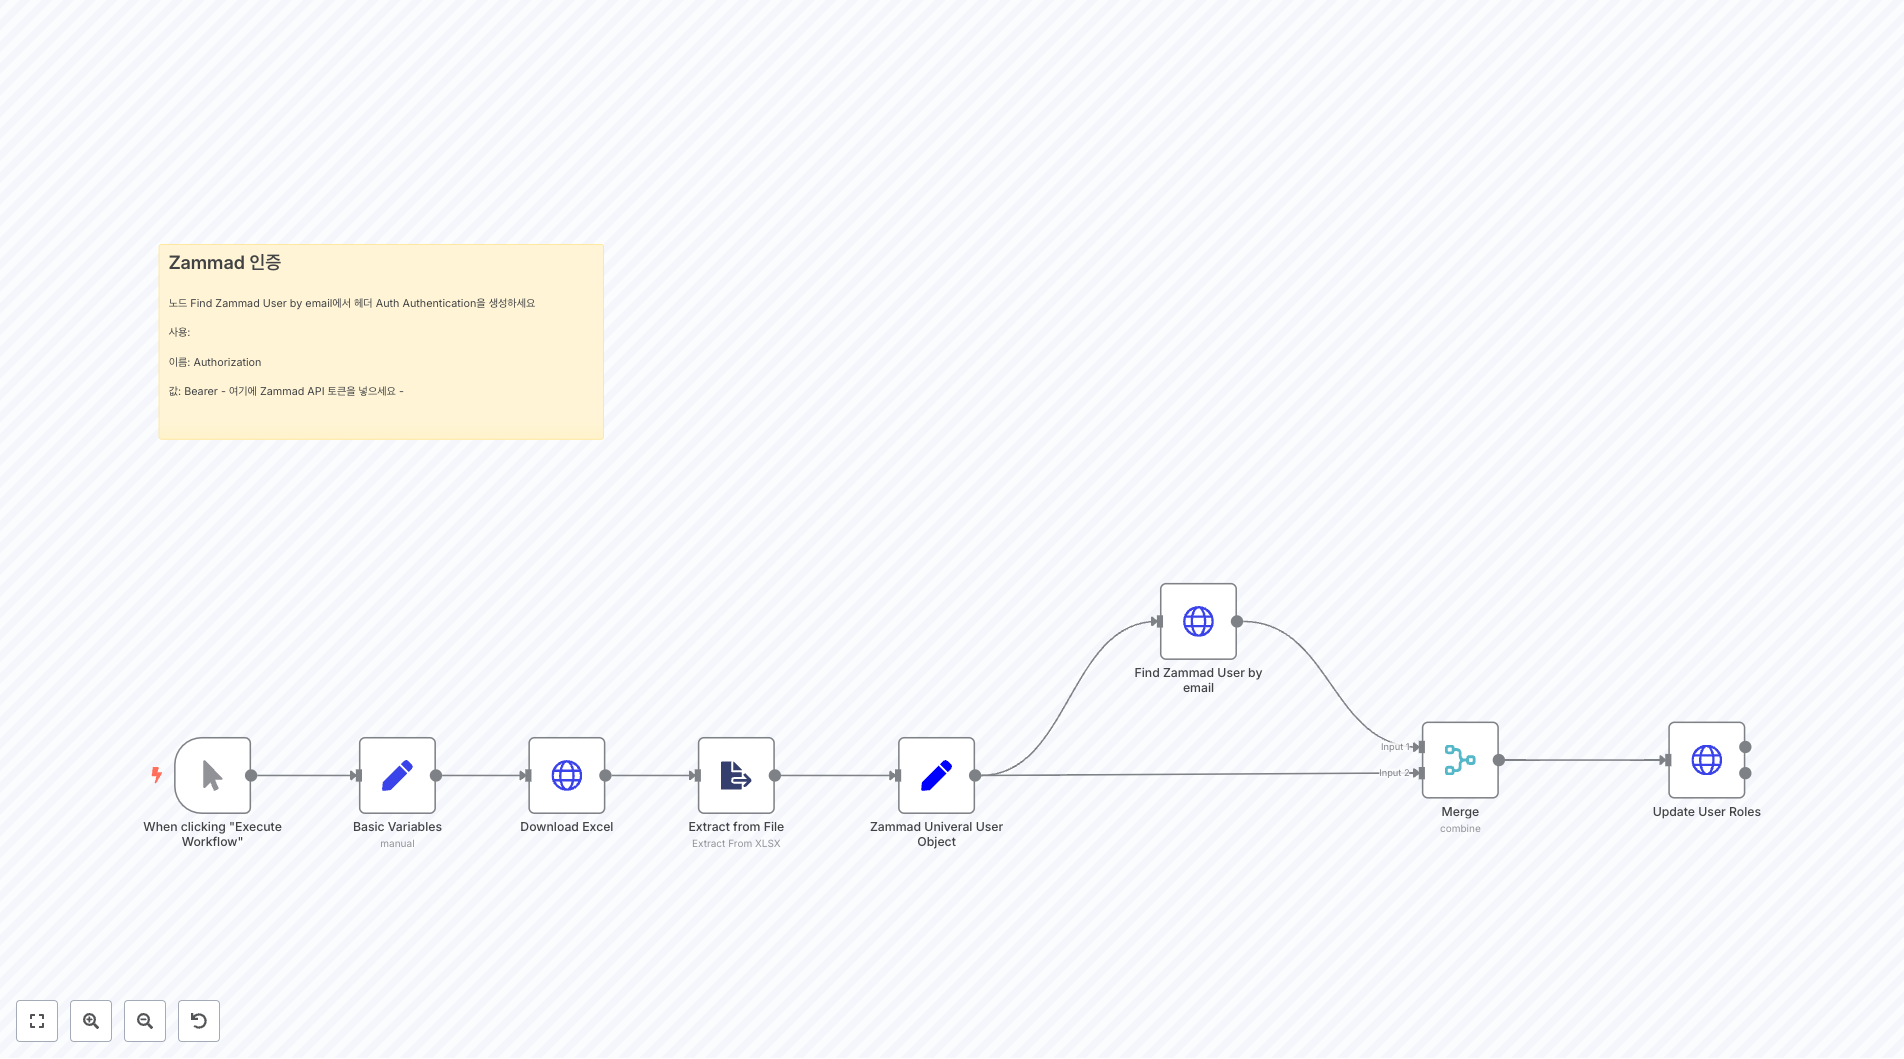 Zammad 인증
노드 Find Zammad User by email에서 헤더 Auth Authentication을 생성하세요
사용:
이름: Authorization
값: Bearer - 여기에 Zammad API 토큰을 넣으세요 -
Find Zammad User by
email
Input 1
Input 2
When clicking "Execute
Workflow"
Basic Variables
manual
Download Excel
Extract from File
Extract From XLSX
Zammad Univeral User
Object
Merge
combine
Update User Roles